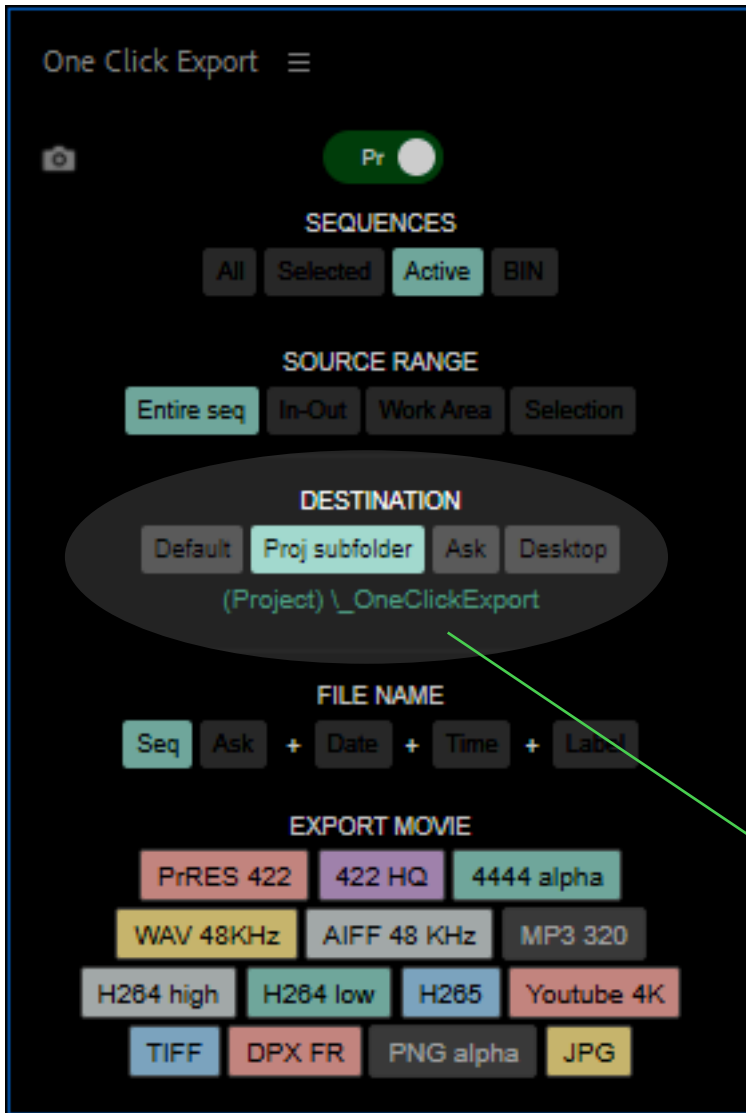 One Click Export
Pr
SEQUENCES
All Selected Active BIN
SOURCE RANGE
Entire seq In-Out Work Area Selection
DESTINATION
Default Proj subfolder Ask Desktop
(Project) \_OneClickExport
FILE NAME
Seq Ask + Date + Time + Label
EXPORT MOVIE
PrRES 422 422 HQ 4444 alpha
WAV 48KHz AIFF 48 KHz MP3 320
H264 high H264 low H265 Youtube 4K
TIFF DPX FR PNG alpha JPG